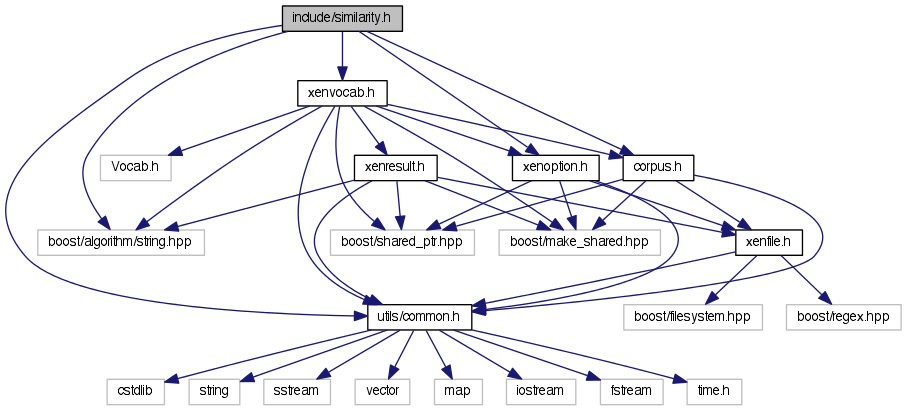 include/similarity.h
xenvocab.h
Vocab.h
xenresult.h
xenoption.h
corpus.h
boost/algorithm/string.hpp
boost/shared_ptr.hpp
boost/make_shared.hpp
xenfile.h
utils/common.h
boost/filesystem.hpp
boost/regex.hpp
cstdlib
string
sstream
vector
map
iostream
fstream
time.h